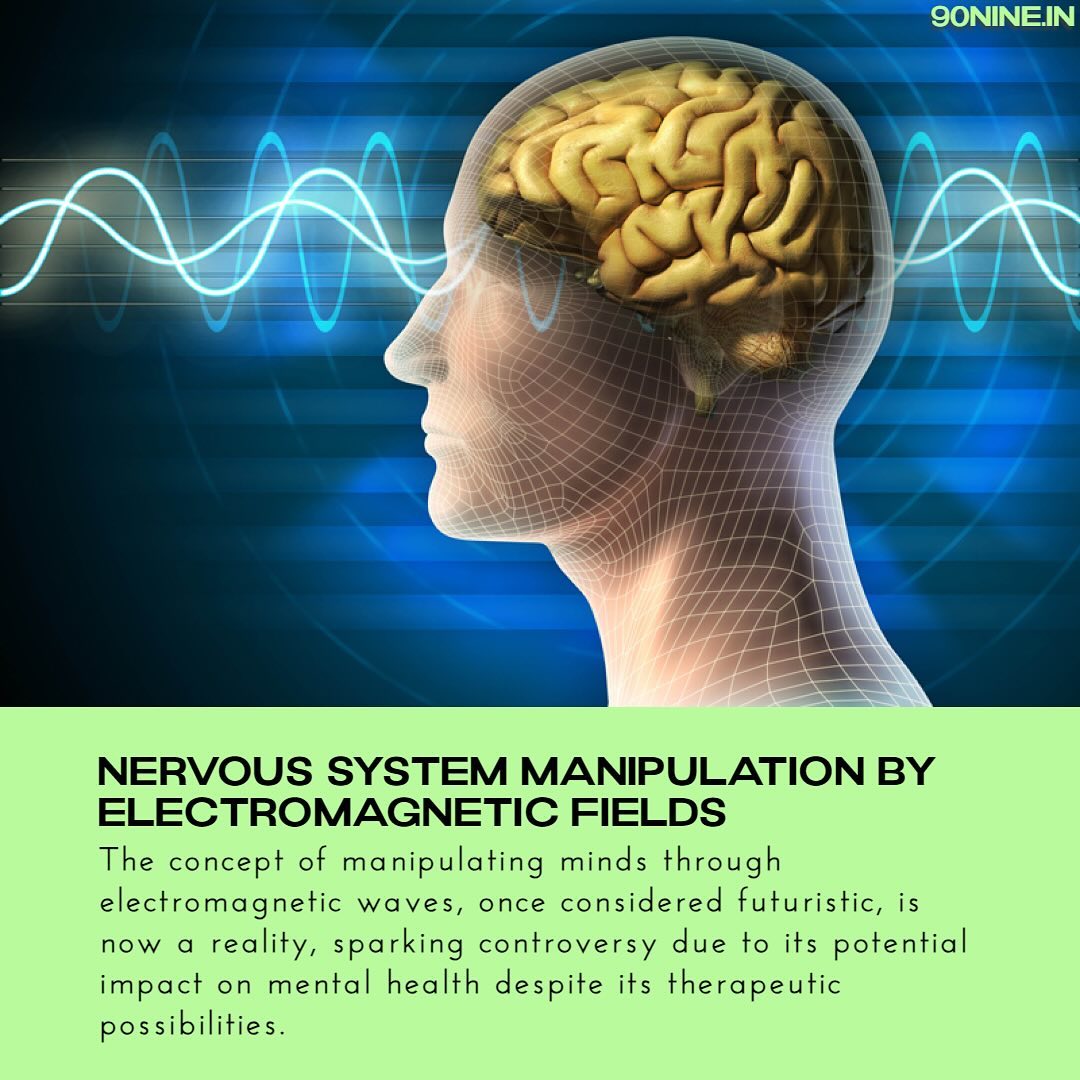 90NINE.IN
NERVOUS SYSTEM MANIPULATION BY
ELECTROMAGNETIC FIELDS
The concept of manipulating minds through
electromagnetic waves, once considered futuristic, is
now a reality, sparking controversy due to its potential
impact on mental health despite its therapeutic
possibilities.